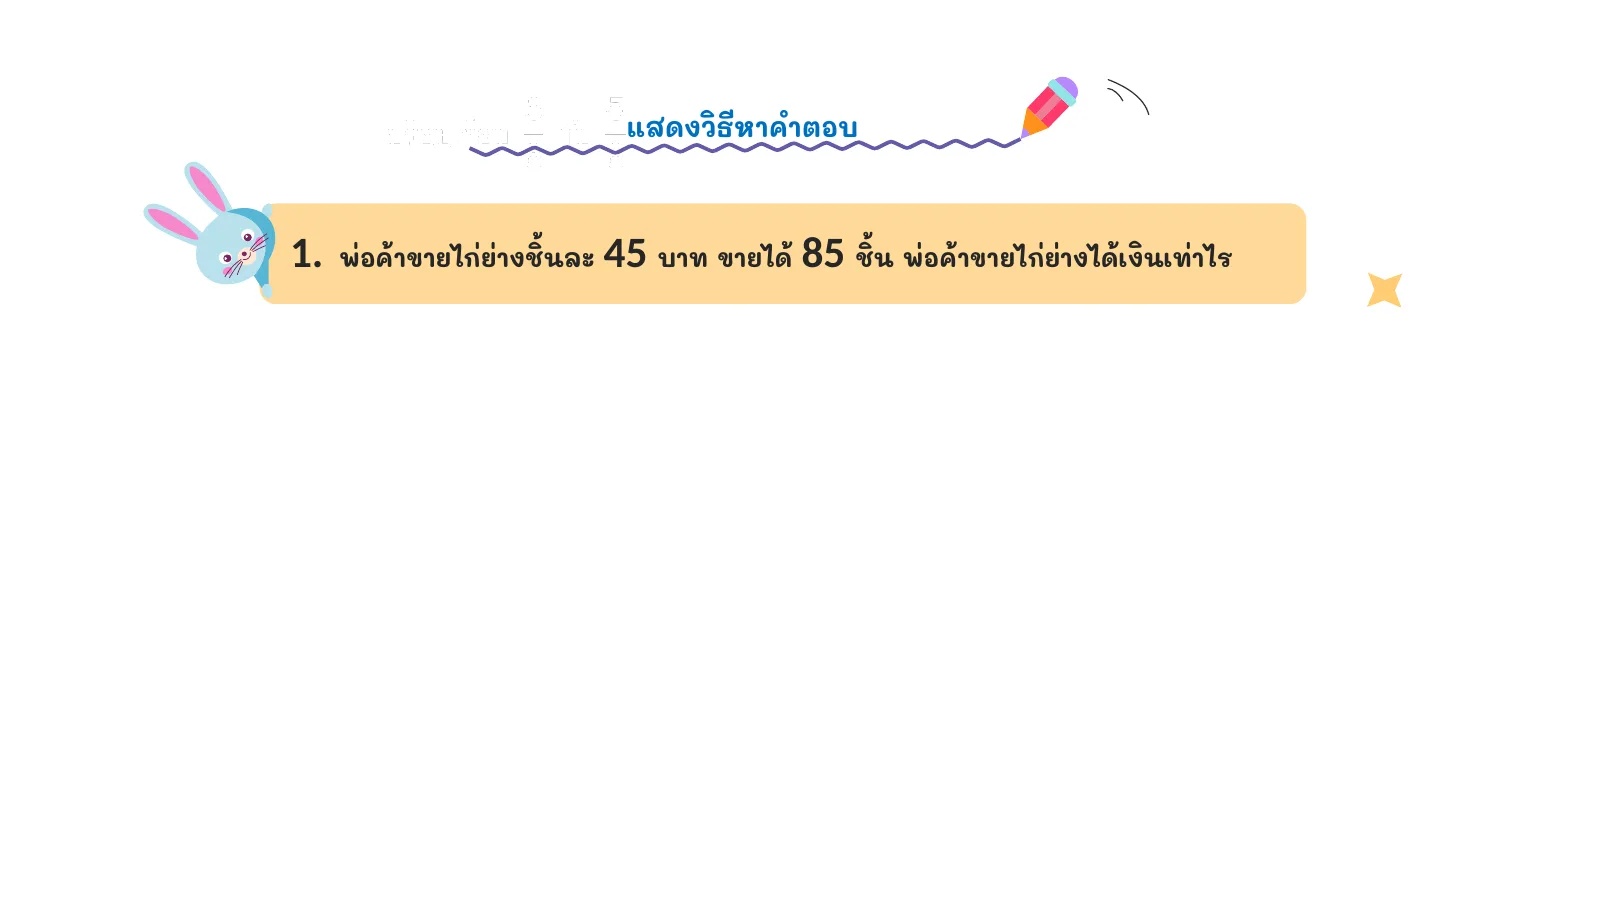 แสดงวิธีหาคำตอบ
1. พ่อค้าขายไก่ย่างชิ้นละ 45 บาท ขายได้ 85 ชิ้น พ่อค้าขายไก่ย่างได้เงินเท่าไร